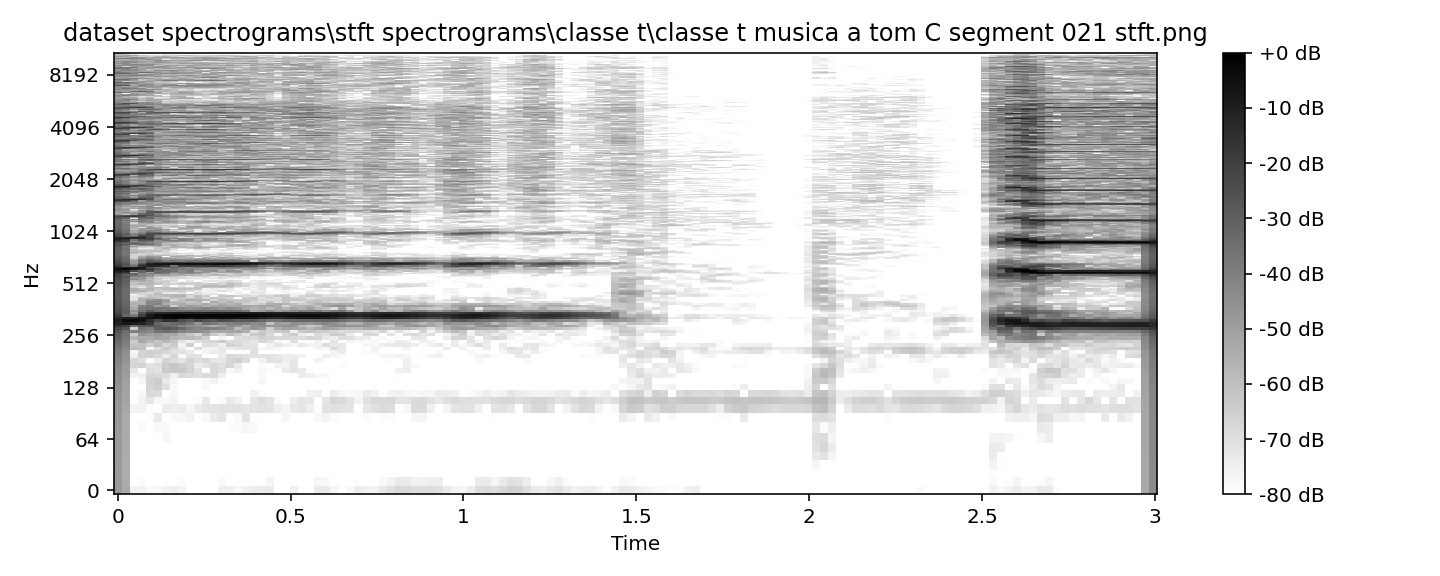 dataset spectrograms\stft spectrograms\classe t\classe t musica a tom C segment 021 stft.png
Hz
8192
4096
2048
1024
512
256
128
64
0
0
0.5
1
1.5
2
2.5
3
Time
+0 dB
-10 dB
-20 dB
-30 dB
-40 dB
-50 dB
-60 dB
-70 dB
-80 dB